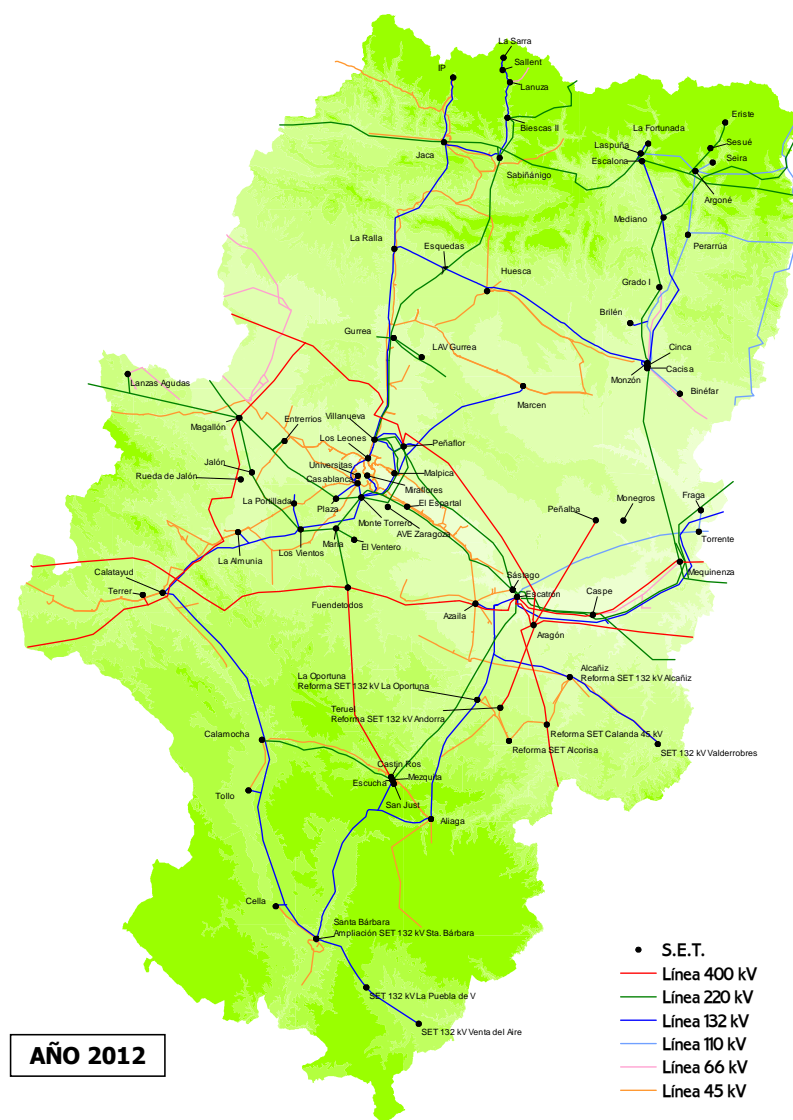 La Sarra
Sallent
IP
Lanuza
Eriste
Biescas II
La Fortunada
Laspuña
Sesué
Jaca
Escalona
Seira
Sabiñánigo
Argoné
Mediano
La Ralla
Esquedas
Perarrúa
Huesca
Grado I
Brilén
Gurrea
LAV Gurrea
Cinca
Monzón
Cacisa
Lanzas Agudas
Binéfar
Marcen
Magallón
Entrerrios
Villanueva
Los Leones
Peñaflor
Jalón
Universitas
Malpica
Rueda de Jalón
Casablanca
Miraflores
La Portillada
Plaza
El Espartal
Peñalba
Monegros
Fraga
Monte Torrero
AVE Zaragoza
María
Los Vientos
El Ventero
Torrente
La Almunia
Calatayud
Mequinenza
Terrer
Sástago
Escatrón
Fuendetodos
Caspe
Azaila
Aragón
La Oportuna
Reforma SET 132 kV La Oportuna
Alcañiz
Reforma SET 132 kV Alcañiz
Teruel
Reforma SET 132 kV Andorra
Reforma SET Calanda 45 kV
Calamocha
Reforma SET Alcorisa
SET 132 kV Valderrobres
Castin Ros
Mezquita
Escucha
Tollo
San Just
Aliaga
Cella
Santa Bárbara
Ampliación SET 132 kV Sta. Bárbara
SET 132 kV La Puebla de V
SET 132 kV Venta del Aire
AÑO 2012
S.E.T.
Línea 400 kV
Línea 220 kV
Línea 132 kV
Línea 110 kV
Línea 66 kV
Línea 45 kV